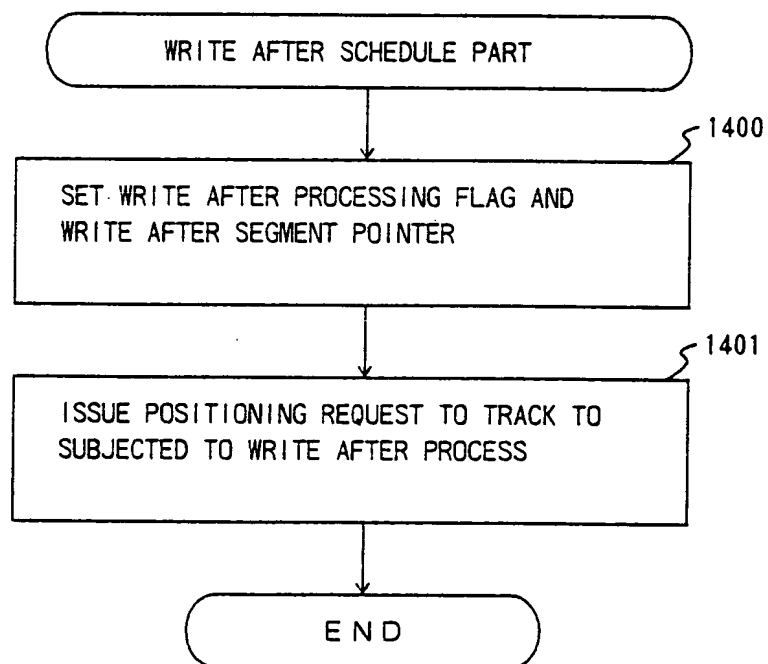 WRITE AFTER SCHEDULE PART
1400
SET WRITE AFTER PROCESSING FLAG AND
WRITE AFTER SEGMENT POINTER
1401
ISSUE POSITIONING REQUEST TO TRACK TO
SUBJECTED TO WRITE AFTER PROCESS
END